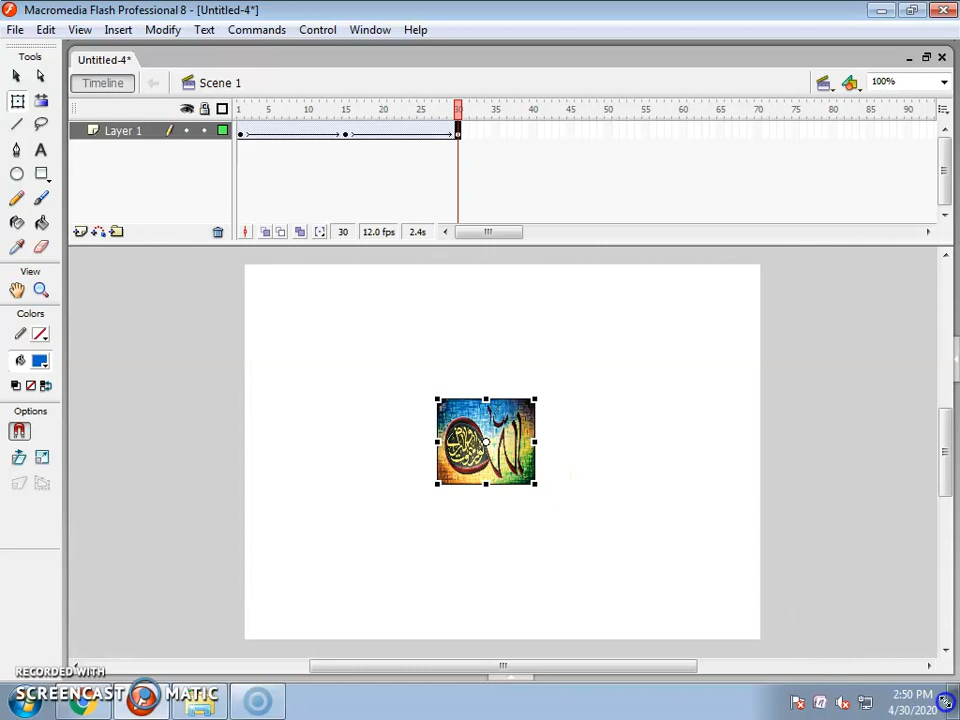 Macromedia Flash Professional 8 - [Untitled-4*]
File Edit View Insert Modify Text Commands Control Window Help
Tools
Untitled-4*
Timeline Scene 1 100%
1 5 10 15 20 25 30 35 40 45 50 55 60 65 70 75 80 85 90
Layer 1
30 12.0 fps 2.4s
View
Colors
Options
RECORDED WITH
SCREENCAST MATIC
2:50 PM
4/30/2020